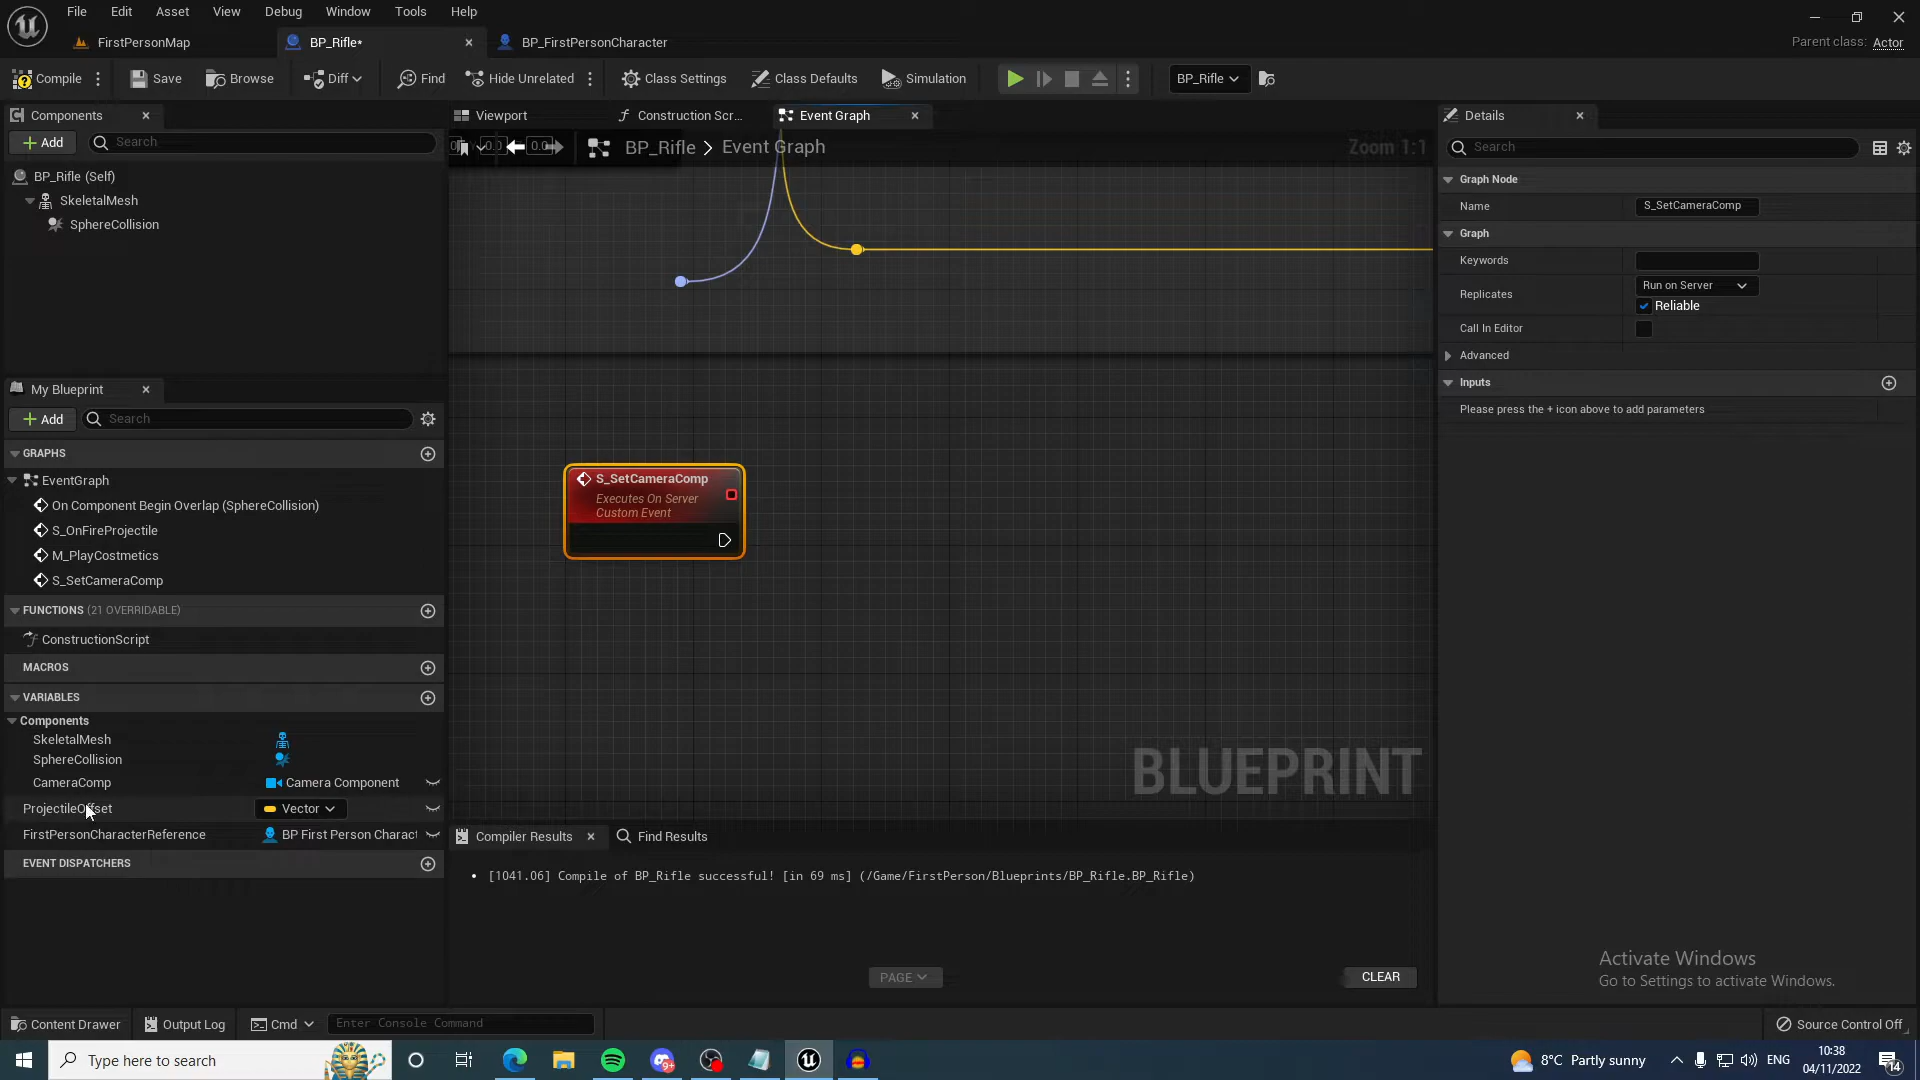 File Edit Asset View Debug Window Tools Help
FirstPersonMap BP_Rifle* BP_FirstPersonCharacter Parent class: Actor
Compile Save Browse Diff Find Hide Unrelated Class Settings Class Defaults Simulation BP_Rifle
Components Viewport Construction Scr... Event Graph Details
Add Search BP_Rifle Event Graph Zoom 1:1 Search
BP_Rifle (Self) Graph Node
SkeletalMesh Name S_SetCameraComp
SphereCollision Graph
Keywords
Replicates Run on Server
Reliable
Call In Editor
Advanced
My Blueprint Inputs
Add Search Please press the + icon above to add parameters
GRAPHS
EventGraph
On Component Begin Overlap (SphereCollision)
S_OnFireProjectile
M_PlayCostmetics
S_SetCameraComp
S_SetCameraComp
Executes On Server
Custom Event
FUNCTIONS (21 OVERRIDABLE)
ConstructionScript
MACROS
VARIABLES
Components
SkeletalMesh
SphereCollision
CameraComp Camera Component
ProjectileOffset Vector
FirstPersonCharacterReference BP First Person Charact
EVENT DISPATCHERS
BLUEPRINT
Compiler Results Find Results
[1041.06] Compile of BP_Rifle successful! [in 69 ms] (/Game/FirstPerson/Blueprints/BP_Rifle.BP_Rifle)
PAGE CLEAR
Activate Windows
Go to Settings to activate Windows.
Content Drawer Output Log Cmd Enter Console Command Source Control Off
Type here to search 9+ 8°C Partly sunny ENG 10:38
04/11/2022 14